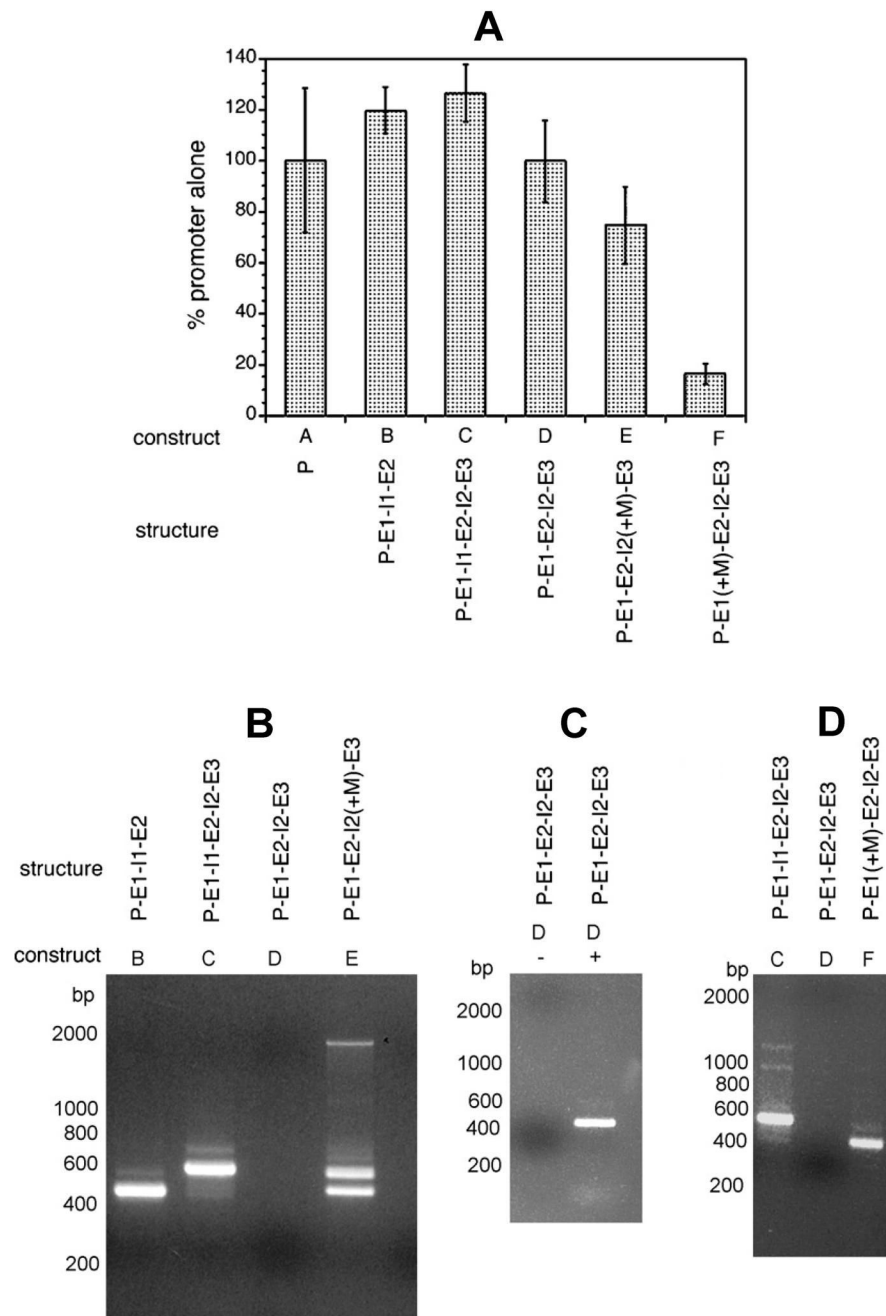 A
140
120
100
80
60
40
20
0
% promoter alone
construct A B C D E F
structure
P
P-E1-I1-E2
P-E1-I1-E2-I2-E3
P-E1-E2-I2-E3
P-E1-E2-I2(+M)-E3
P-E1(+M)-E2-I2-E3
B
structure
P-E1-I1-E2
P-E1-I1-E2-I2-E3
P-E1-E2-I2-E3
P-E1-E2-I2(+M)-E3
construct B C D E
bp
2000
1000
800
600
400
200
C
P-E1-E2-I2-E3
P-E1-E2-I2-E3
D D
- +
bp
2000
1000
600
400
200
D
P-E1-I1-E2-I2-E3
P-E1-E2-I2-E3
P-E1(+M)-E2-I2-E3
C D F
bp
2000
1000
800
600
400
200